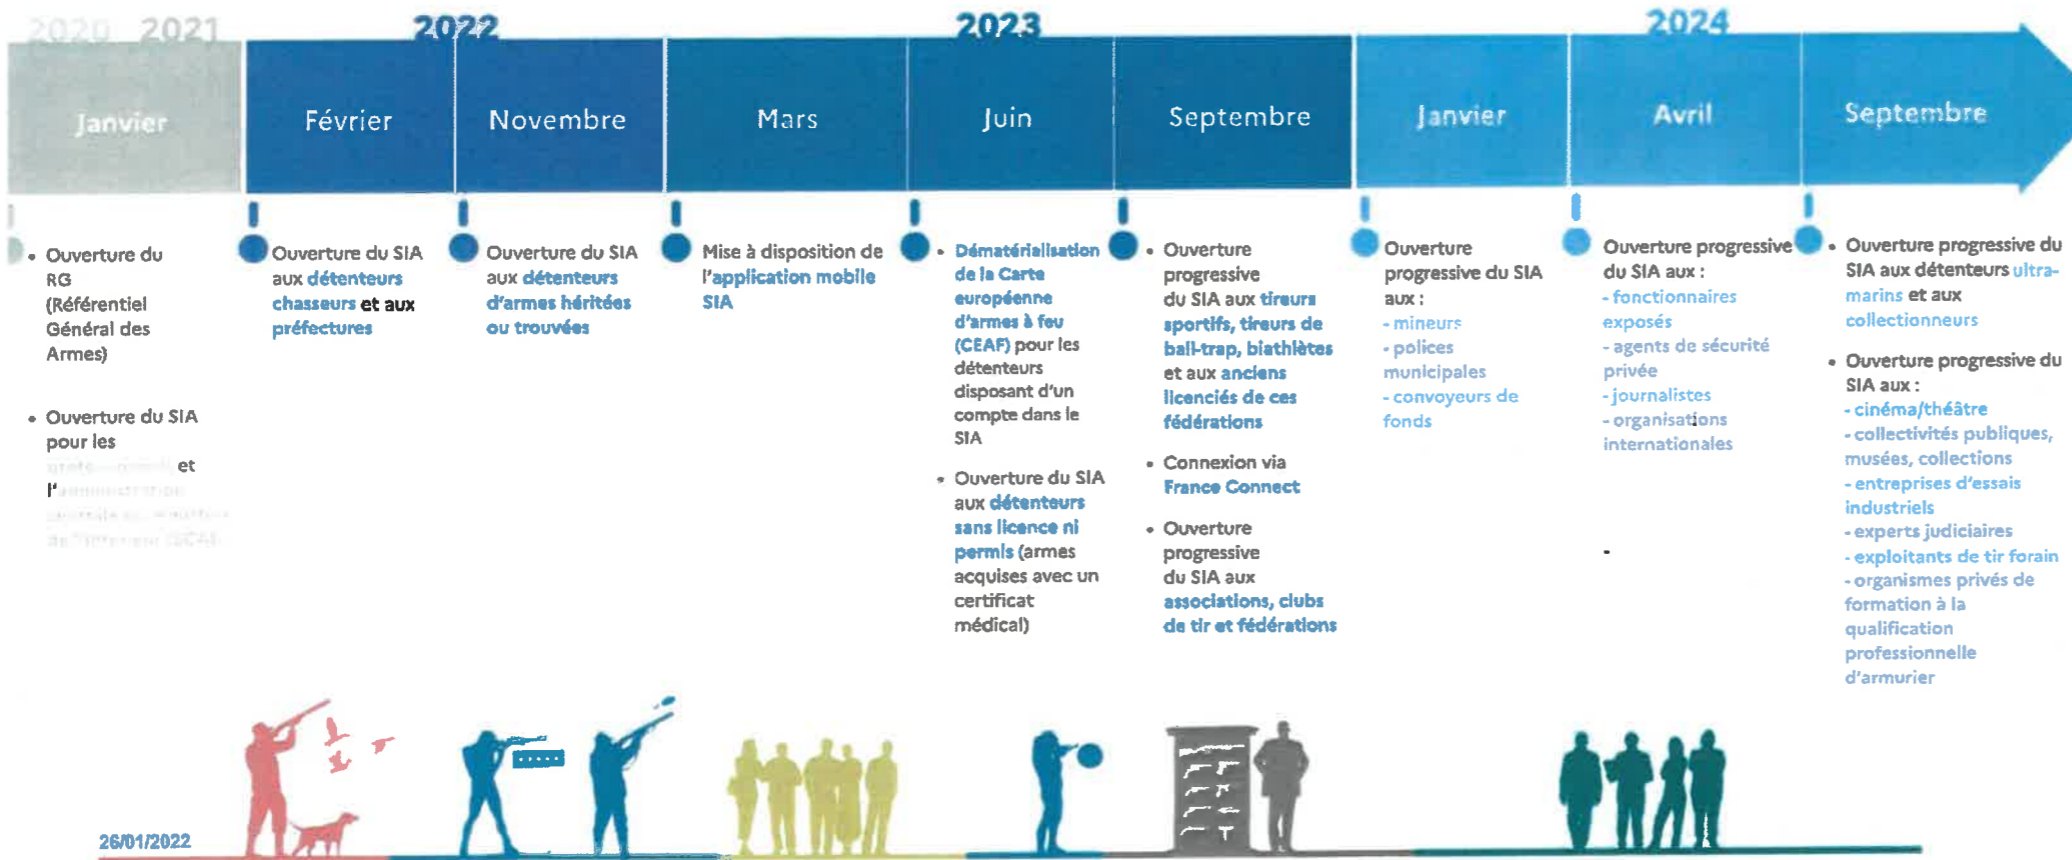 2020 2021
2022
2023
2024
Janvier
Février
Novembre
Mars
Juin
Septembre
Janvier
Avril
Septembre
• Ouverture du
RG
(Référentiel
Général des
Armes)
• Ouverture du SIA
pour les
et
l'administration
Ouverture du SIA
aux détenteurs
chasseurs et aux
préfectures
Ouverture du SIA
aux détenteurs
d'armes héritées
ou trouvées
Mise à disposition de
l'application mobile
SIA
• Dématérialisation
de la Carte
européenne
d'armes à feu
(CEAF) pour les
détenteurs
disposant d'un
compte dans le
SIA
• Ouverture du SIA
aux détenteurs
sans licence ni
permis (armes
acquises avec un
certificat
médical)
• Ouverture
progressive
du SIA aux tireurs
sportifs, tireurs de
ball-trap, biathlètes
et aux anciens
licenciés de ces
fédérations
• Connexion via
France Connect
• Ouverture
progressive
du SIA aux
associations, clubs
de tir et fédérations
Ouverture
progressive du SIA
aux :
- mineurs
- polices
municipales
- convoyeurs de
fonds
Ouverture progressive
du SIA aux :
- fonctionnaires
exposés
- agents de sécurité
privée
- journalistes
- organisations
internationales
-
• Ouverture progressive du
SIA aux détenteurs ultra-
marins et aux
collectionneurs
• Ouverture progressive du
SIA aux :
- cinéma/théâtre
- collectivités publiques,
musées, collections
- entreprises d'essais
industriels
- experts judiciaires
- exploitants de tir forain
- organismes privés de
formation à la
qualification
professionnelle
d'armurier
26/01/2022